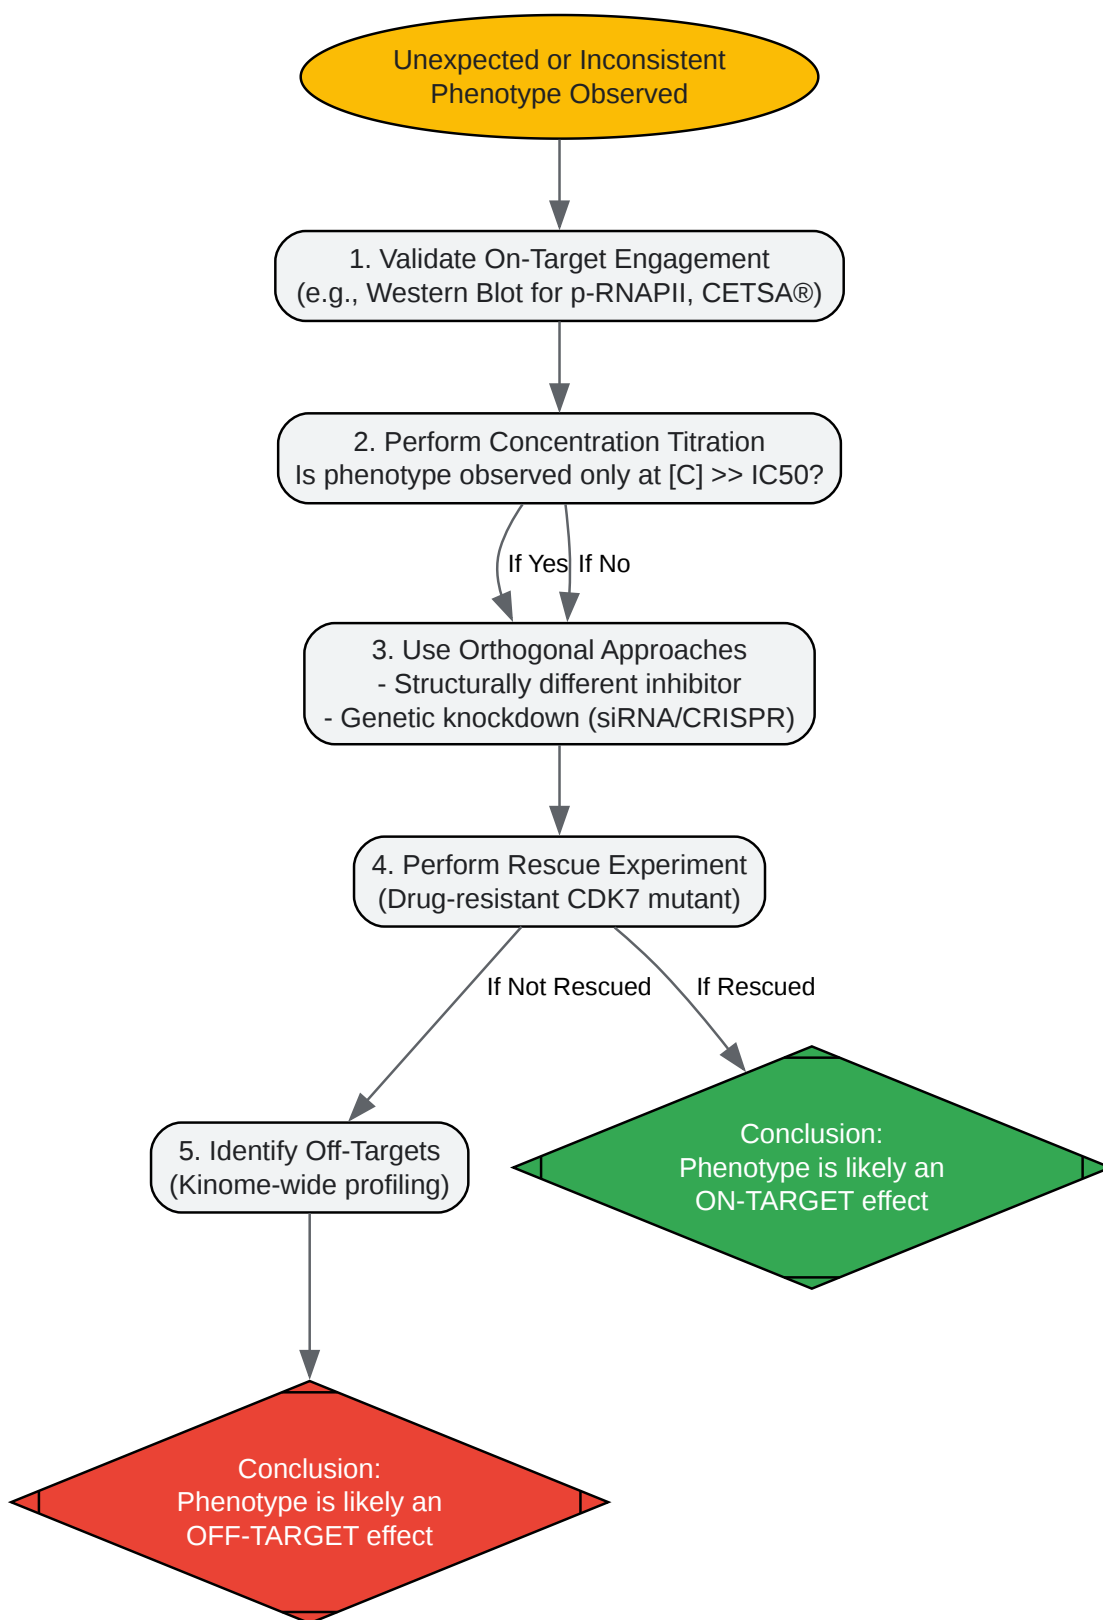 Unexpected or Inconsistent
Phenotype Observed
1. Validate On-Target Engagement
(e.g., Western Blot for p-RNAPII, CETSA®)
2. Perform Concentration Titration
Is phenotype observed only at [C] >> IC50?
If Yes
If No
3. Use Orthogonal Approaches
- Structurally different inhibitor
- Genetic knockdown (siRNA/CRISPR)
4. Perform Rescue Experiment
(Drug-resistant CDK7 mutant)
If Not Rescued
If Rescued
5. Identify Off-Targets
(Kinome-wide profiling)
Conclusion:
Phenotype is likely an
ON-TARGET effect
Conclusion:
Phenotype is likely an
OFF-TARGET effect